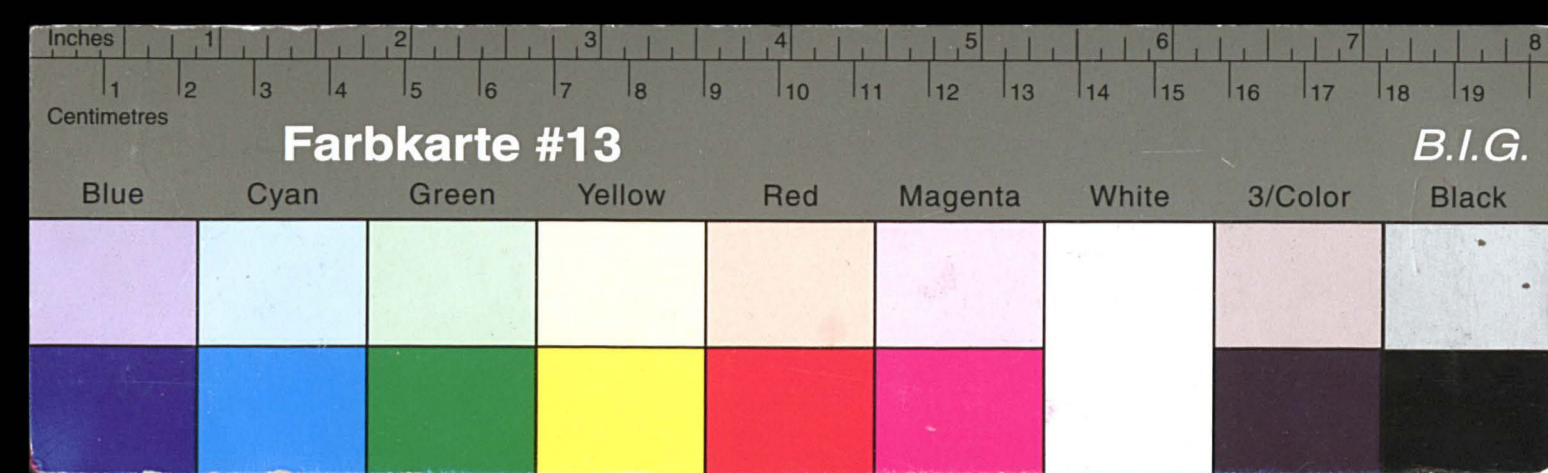 Inches 1 2 3 4 5 6 7 8
1 2 3 4 5 6 7 8 9 10 11 12 13 14 15 16 17 18 19
Centimetres
Farbkarte #13 B.I.G.
Blue Cyan Green Yellow Red Magenta White 3/Color Black